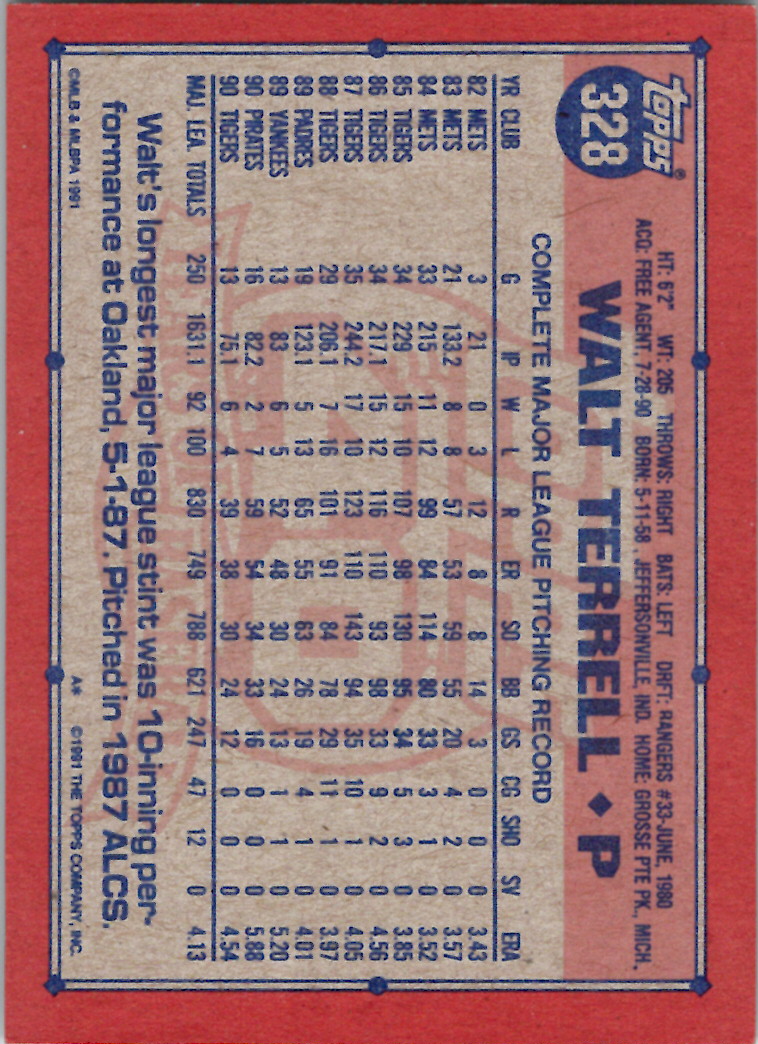 Topps®
328
HT: 6'2" WT: 205 THROWS: RIGHT BATS: LEFT DRFT: RANGERS #33-JUNE, 1980
ACQ: FREE AGENT, 7-28-90 BORN: 5-11-58, JEFFERSONVILLE, IND. HOME: GROSSE PTE PK., MICH.
WALT TERRELL ♦ P
COMPLETE MAJOR LEAGUE PITCHING RECORD
YR CLUB G IP W L R ER SO BB GS CG SHO SV ERA
82 METS 3 21 0 3 12 8 8 14 3 0 0 0 3.43
83 METS 21 133.2 8 8 57 53 59 55 20 4 2 0 3.57
84 METS 33 215 11 12 99 84 114 80 33 3 1 0 3.52
85 TIGERS 34 229 15 10 107 98 130 95 34 5 3 0 3.85
86 TIGERS 34 217.1 15 12 116 110 93 98 33 9 2 0 4.56
87 TIGERS 35 244.2 17 10 123 110 143 94 35 10 1 0 4.05
88 TIGERS 29 206.1 7 16 101 91 84 78 29 11 1 0 3.97
89 PADRES 19 123.1 5 13 65 55 63 26 19 4 1 0 4.01
89 YANKEES 13 83 6 5 52 48 30 24 13 1 1 0 5.20
90 PIRATES 16 82.2 2 7 59 54 34 33 16 0 0 0 5.88
90 TIGERS 13 75.1 6 4 39 38 30 24 12 0 0 0 4.54
MAJ. LEA. TOTALS 250 1631.1 92 100 830 749 788 621 247 47 12 0 4.13
Walt's longest major league stint was 10-inning per-
formance at Oakland, 5-1-87. Pitched in 1987 ALCS.
©MLB & MLBPA 1991 A* ©1991 THE TOPPS COMPANY, INC.